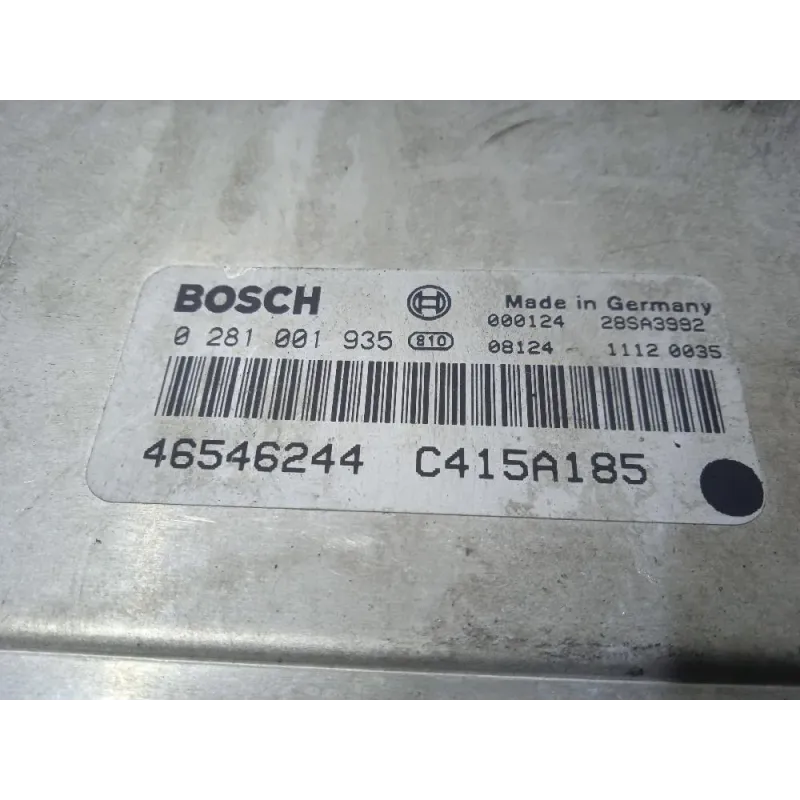 BOSCH Made in Germany
000124 28SA3992
0 281 001 935 810 08124 - 1112 0035
46546244 C415A185